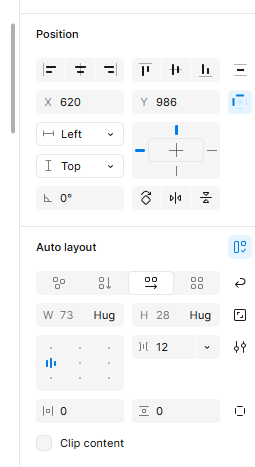 Position
X 620 Y 986
Left
Top
0°
Auto layout
W 73 Hug H 28 Hug
12
0 0
Clip content